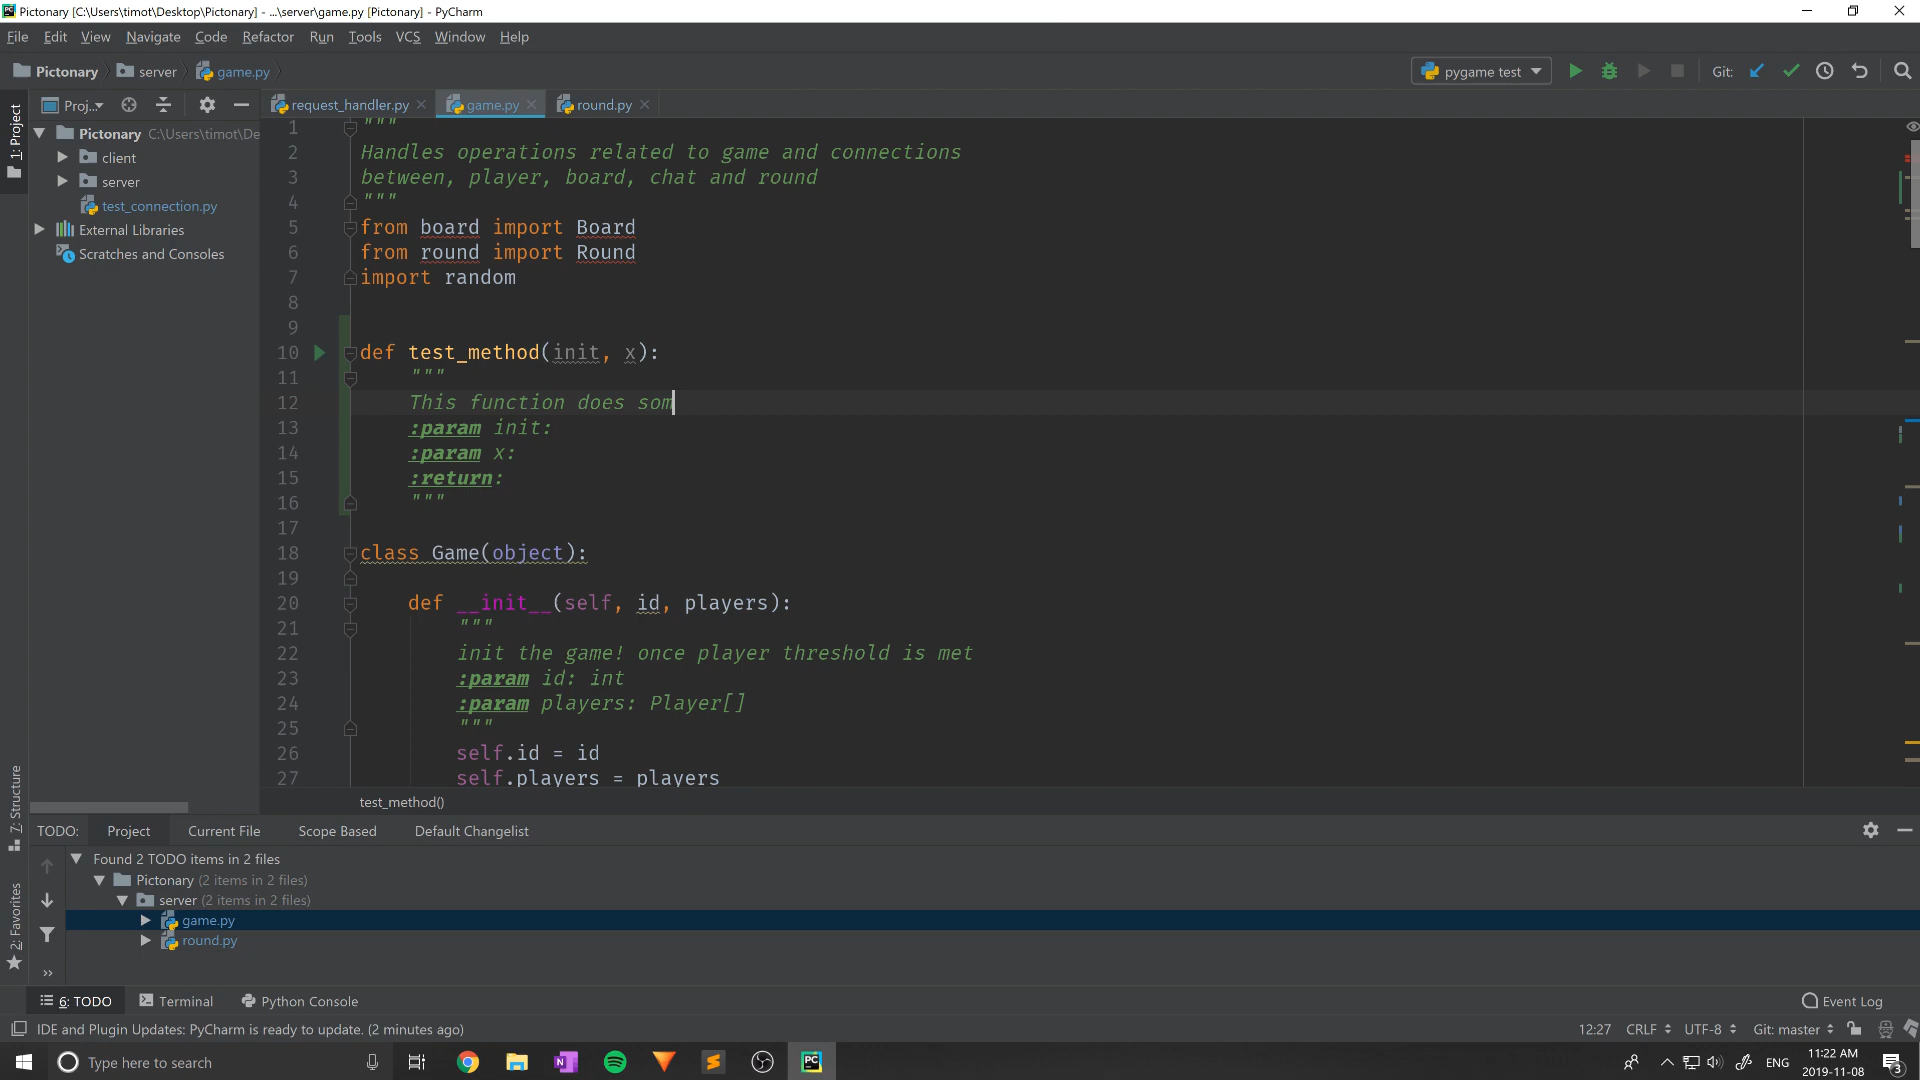 Pictonary [C:\Users\timot\Desktop\Pictonary] - ...\server\game.py [Pictonary] - PyCharm
File Edit View Navigate Code Refactor Run Tools VCS Window Help
Pictonary server game.py pygame test Git:
1: Project
Proj... request_handler.py game.py round.py
Pictonary C:\Users\timot\De
client
server
test_connection.py
External Libraries
Scratches and Consoles
1 """
2 Handles operations related to game and connections
3 between, player, board, chat and round
4 """
5 from board import Board
6 from round import Round
7 import random
8
9
10 def test_method(init, x):
11 """
12 This function does som
13 :param init:
14 :param x:
15 :return:
16 """
17
18 class Game(object):
19
20 def __init__(self, id, players):
21 """
22 init the game! once player threshold is met
23 :param id: int
24 :param players: Player[]
25 """
26 self.id = id
27 self.players = players
test_method()
7: Structure
2: Favorites
TODO: Project Current File Scope Based Default Changelist
Found 2 TODO items in 2 files
Pictonary (2 items in 2 files)
server (2 items in 2 files)
game.py
round.py
6: TODO Terminal Python Console Event Log
IDE and Plugin Updates: PyCharm is ready to update. (2 minutes ago) 12:27 CRLF UTF-8 Git: master
Type here to search ENG 11:22 AM
2019-11-08 3